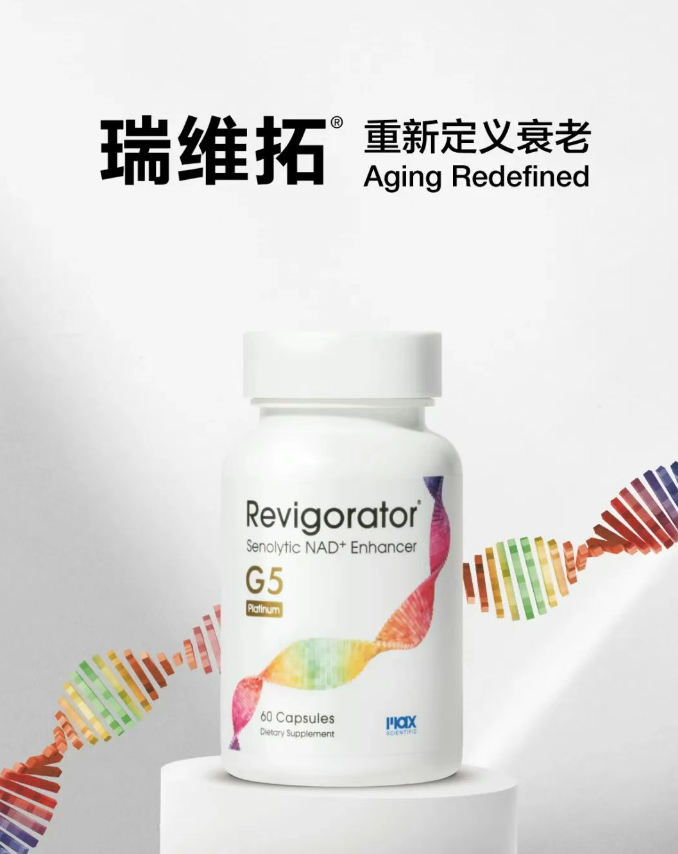 瑞维拓®
重新定义衰老
Aging Redefined
Revigorator®
Senolytic NAD+ Enhancer
G5
Platinum
60 Capsules
Dietary Supplement
max
SCIENTIFIC